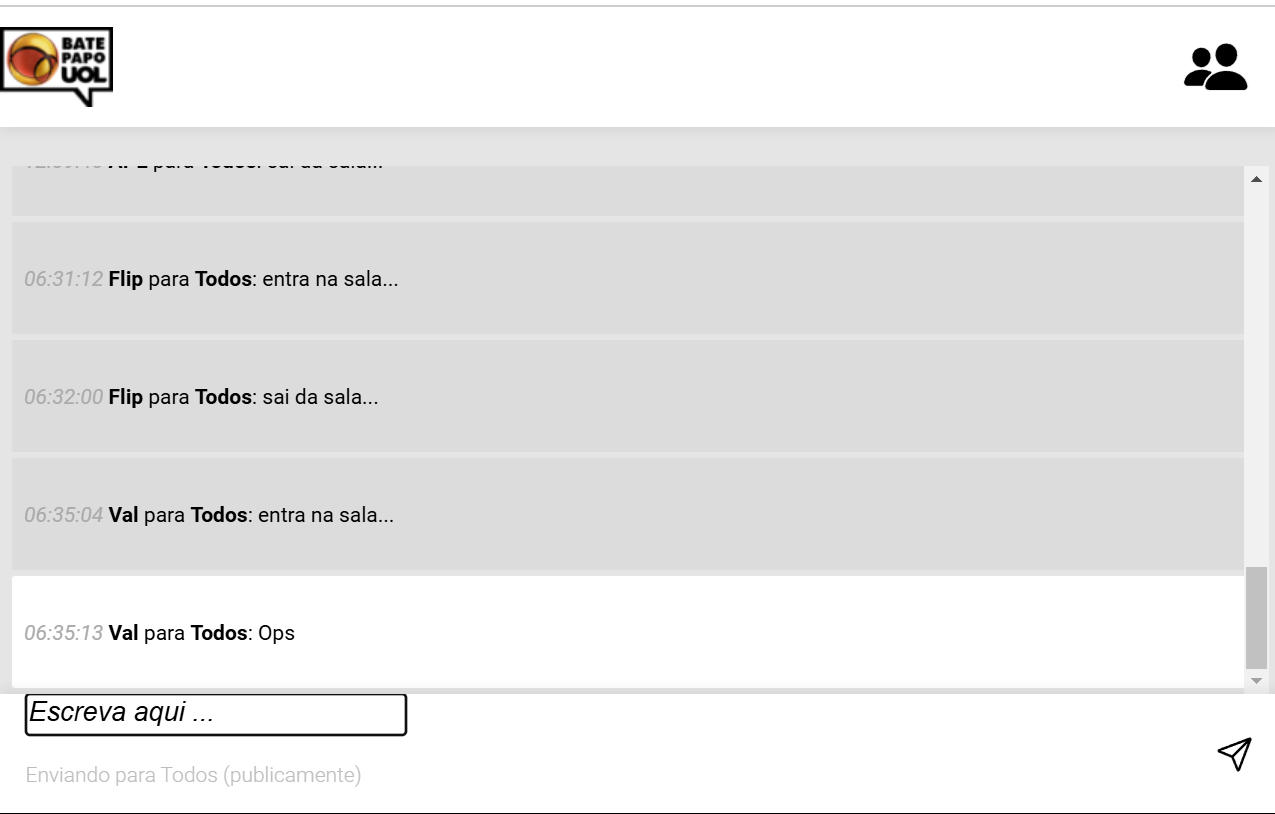 BATE
PAPO
UOL
para Todos: sai da sala...
06:31:12 Flip para Todos: entra na sala...
06:32:00 Flip para Todos: sai da sala...
06:35:04 Val para Todos: entra na sala...
06:35:13 Val para Todos: Ops
Escreva aqui ...
Enviando para Todos (publicamente)